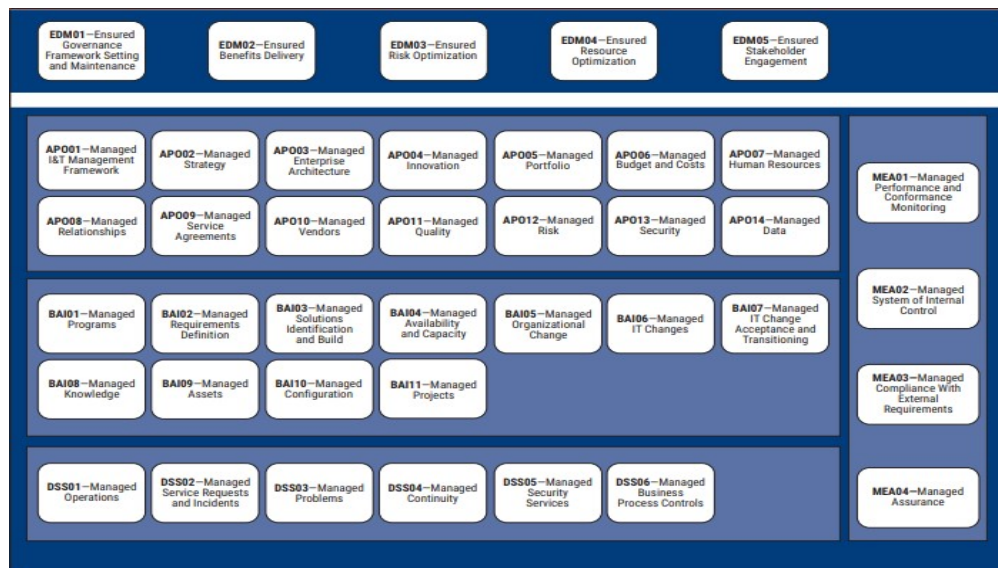 EDM01—Ensured
Governance
Framework Setting
and Maintenance
EDM02—Ensured
Benefits Delivery
EDM03—Ensured
Risk Optimization
EDM04—Ensured
Resource
Optimization
EDM05—Ensured
Stakeholder
Engagement
APO01—Managed
I&T Management
Framework
APO02—Managed
Strategy
APO03—Managed
Enterprise
Architecture
APO04—Managed
Innovation
APO05—Managed
Portfolio
APO06—Managed
Budget and Costs
APO07—Managed
Human Resources
APO08—Managed
Relationships
APO09—Managed
Service
Agreements
APO10—Managed
Vendors
APO11—Managed
Quality
APO12—Managed
Risk
APO13—Managed
Security
APO14—Managed
Data
BAI01—Managed
Programs
BAI02—Managed
Requirements
Definition
BAI03—Managed
Solutions
Identification
and Build
BAI04—Managed
Availability
and Capacity
BAI05—Managed
Organizational
Change
BAI06—Managed
IT Changes
BAI07—Managed
IT Change
Acceptance and
Transitioning
BAI08—Managed
Knowledge
BAI09—Managed
Assets
BAI10—Managed
Configuration
BAI11—Managed
Projects
DSS01—Managed
Operations
DSS02—Managed
Service Requests
and Incidents
DSS03—Managed
Problems
DSS04—Managed
Continuity
DSS05—Managed
Security
Services
DSS06—Managed
Business
Process Controls
MEA01—Managed
Performance and
Conformance
Monitoring
MEA02—Managed
System of Internal
Control
MEA03—Managed
Compliance With
External
Requirements
MEA04—Managed
Assurance